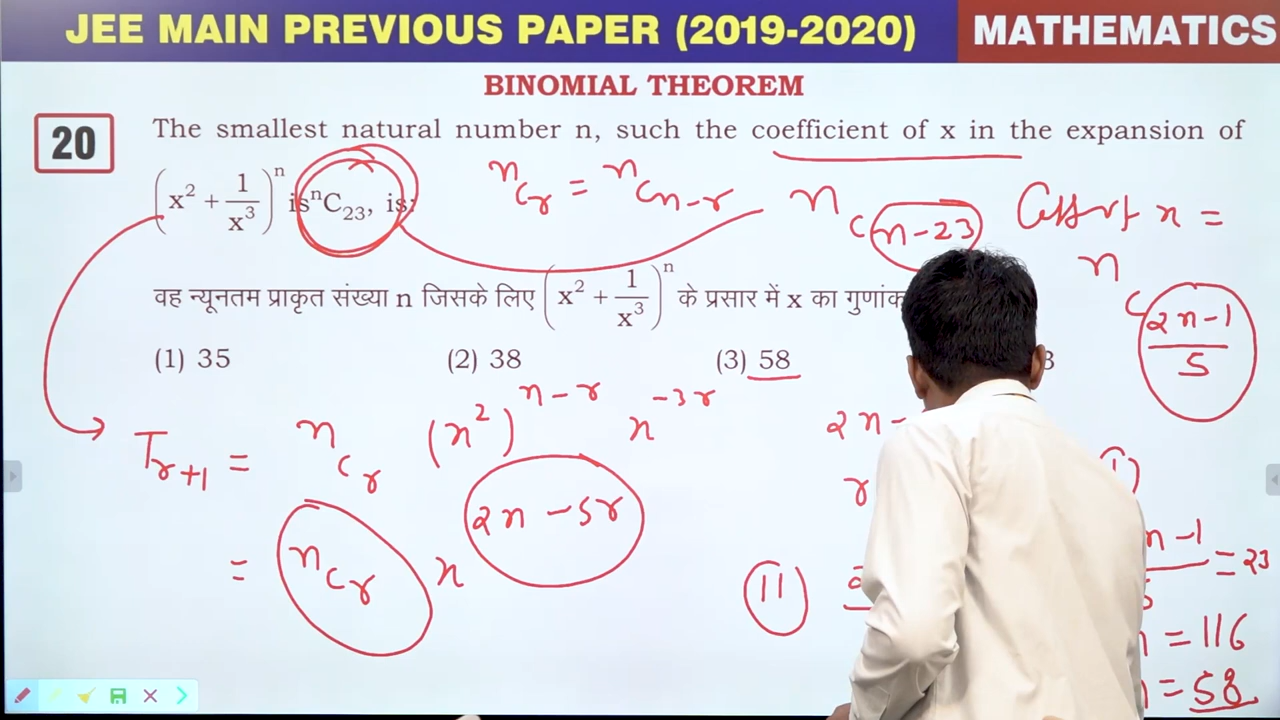 JEE MAIN PREVIOUS PAPER (2019-2020) MATHEMATICS
BINOMIAL THEOREM
20 The smallest natural number n, such the coefficient of x in the expansion of
(x² + 1/x³)ⁿ is ⁿC₂₃, is:
ⁿCr = ⁿCn-r
ⁿC n-23
Coeff of x =
ⁿC (2n-1)/5
वह न्यूनतम प्राकृत संख्या n जिसके लिए (x² + 1/x³)ⁿ के प्रसार में x का गुणांक
(1) 35 (2) 38 (3) 58
Tr+1 = ⁿCr (x²)ⁿ⁻ʳ x⁻³ʳ
= ⁿCr x²ⁿ⁻⁵ʳ
2n-
r
II
n-1 = 23
= 116
= 58